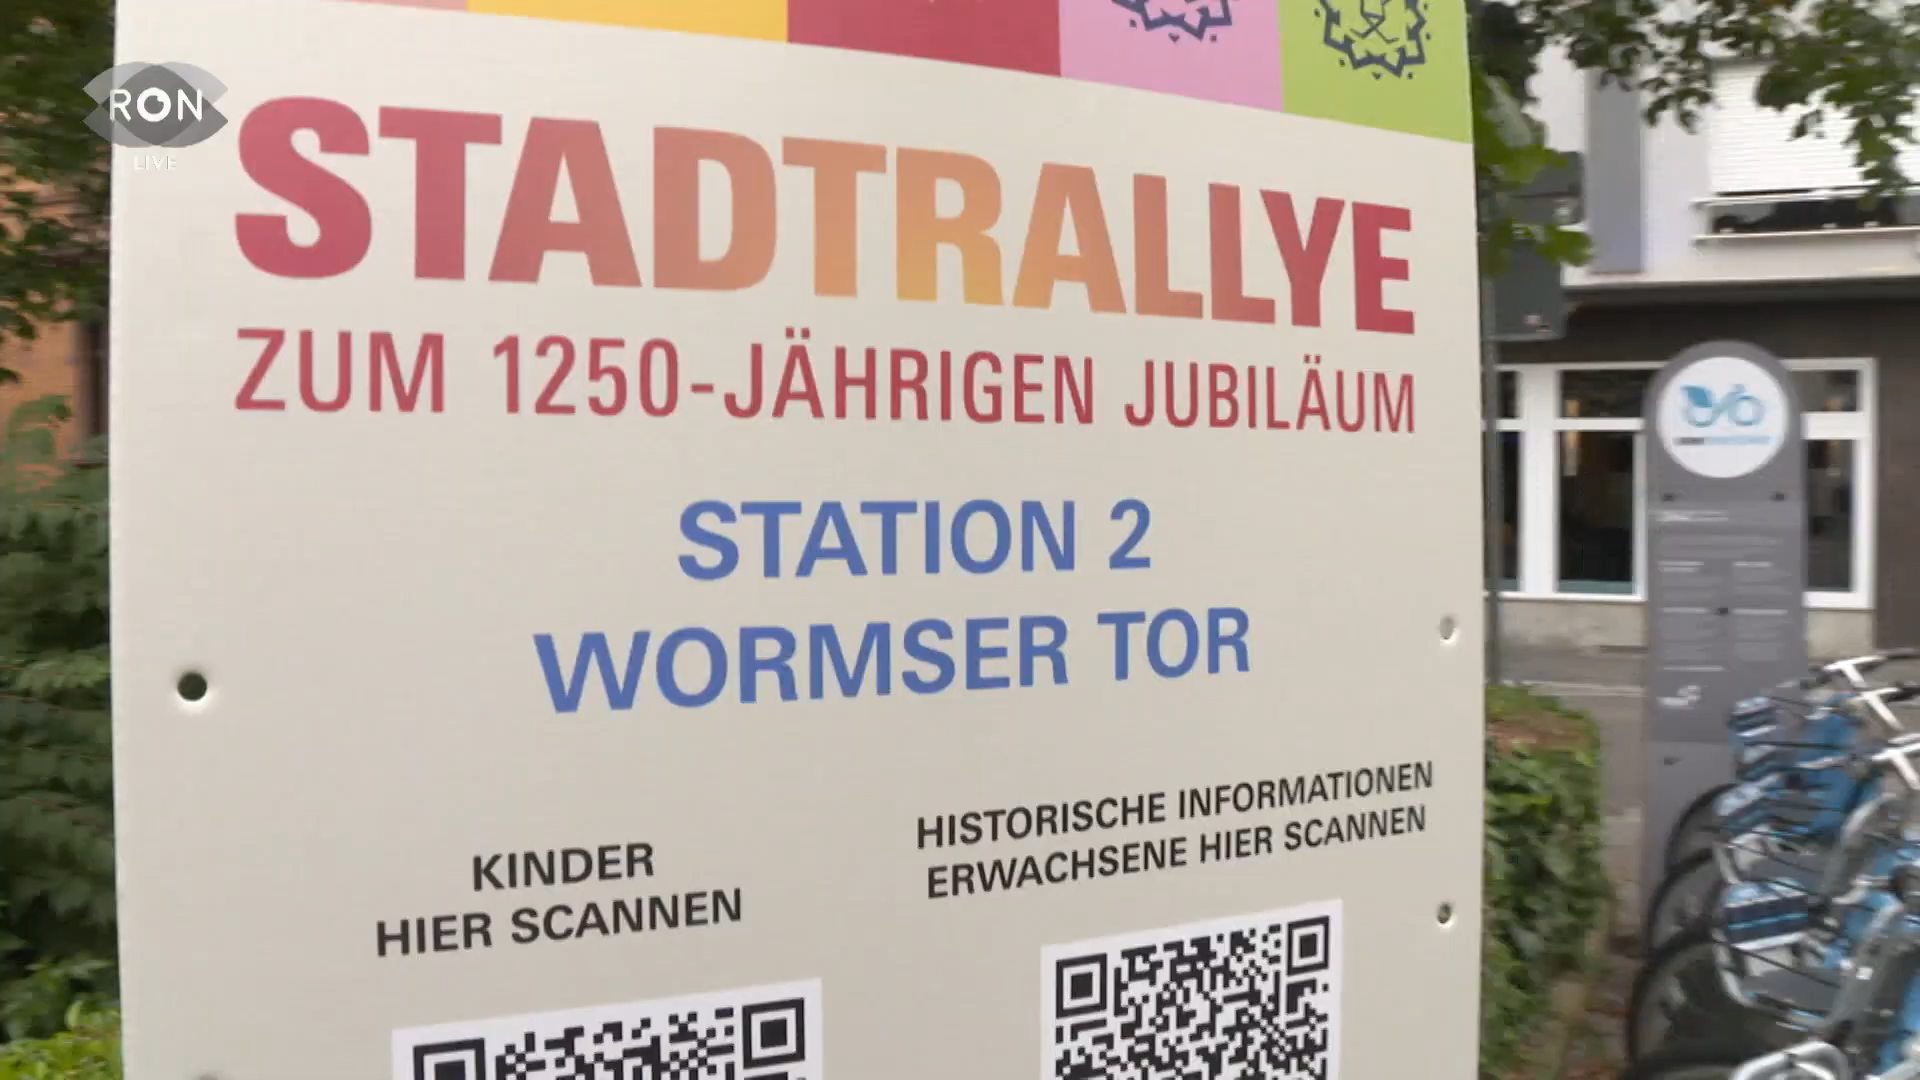 RON
LIVE
STADTRALLYE
ZUM 1250-JÄHRIGEN JUBILÄUM
STATION 2
WORMSER TOR
KINDER
HIER SCANNEN
HISTORISCHE INFORMATIONEN
ERWACHSENE HIER SCANNEN